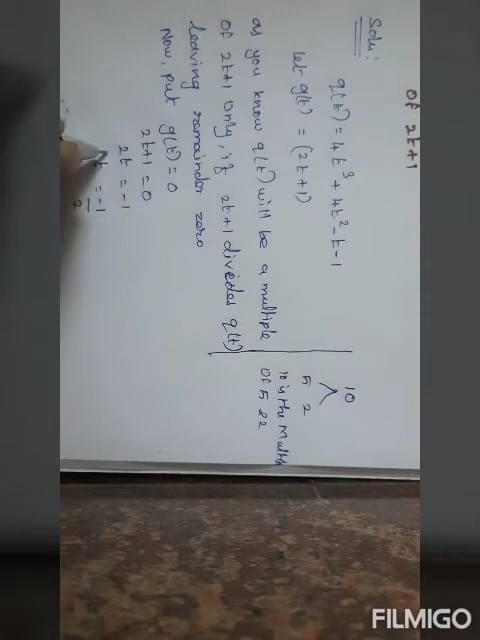 of 2t+1
Solu:
q(t) = 4t³ + 4t² - t - 1
let g(t) = (2t+1)
as you know q(t) will be a multiple
of 2t+1 only, if 2t+1 divides q(t)
leaving remainder zero
Now, put g(t) = 0
2t+1 = 0
2t = -1
t = -1/2
10
5 2
10 is the Multi
of 5 & 2
FILMIGO